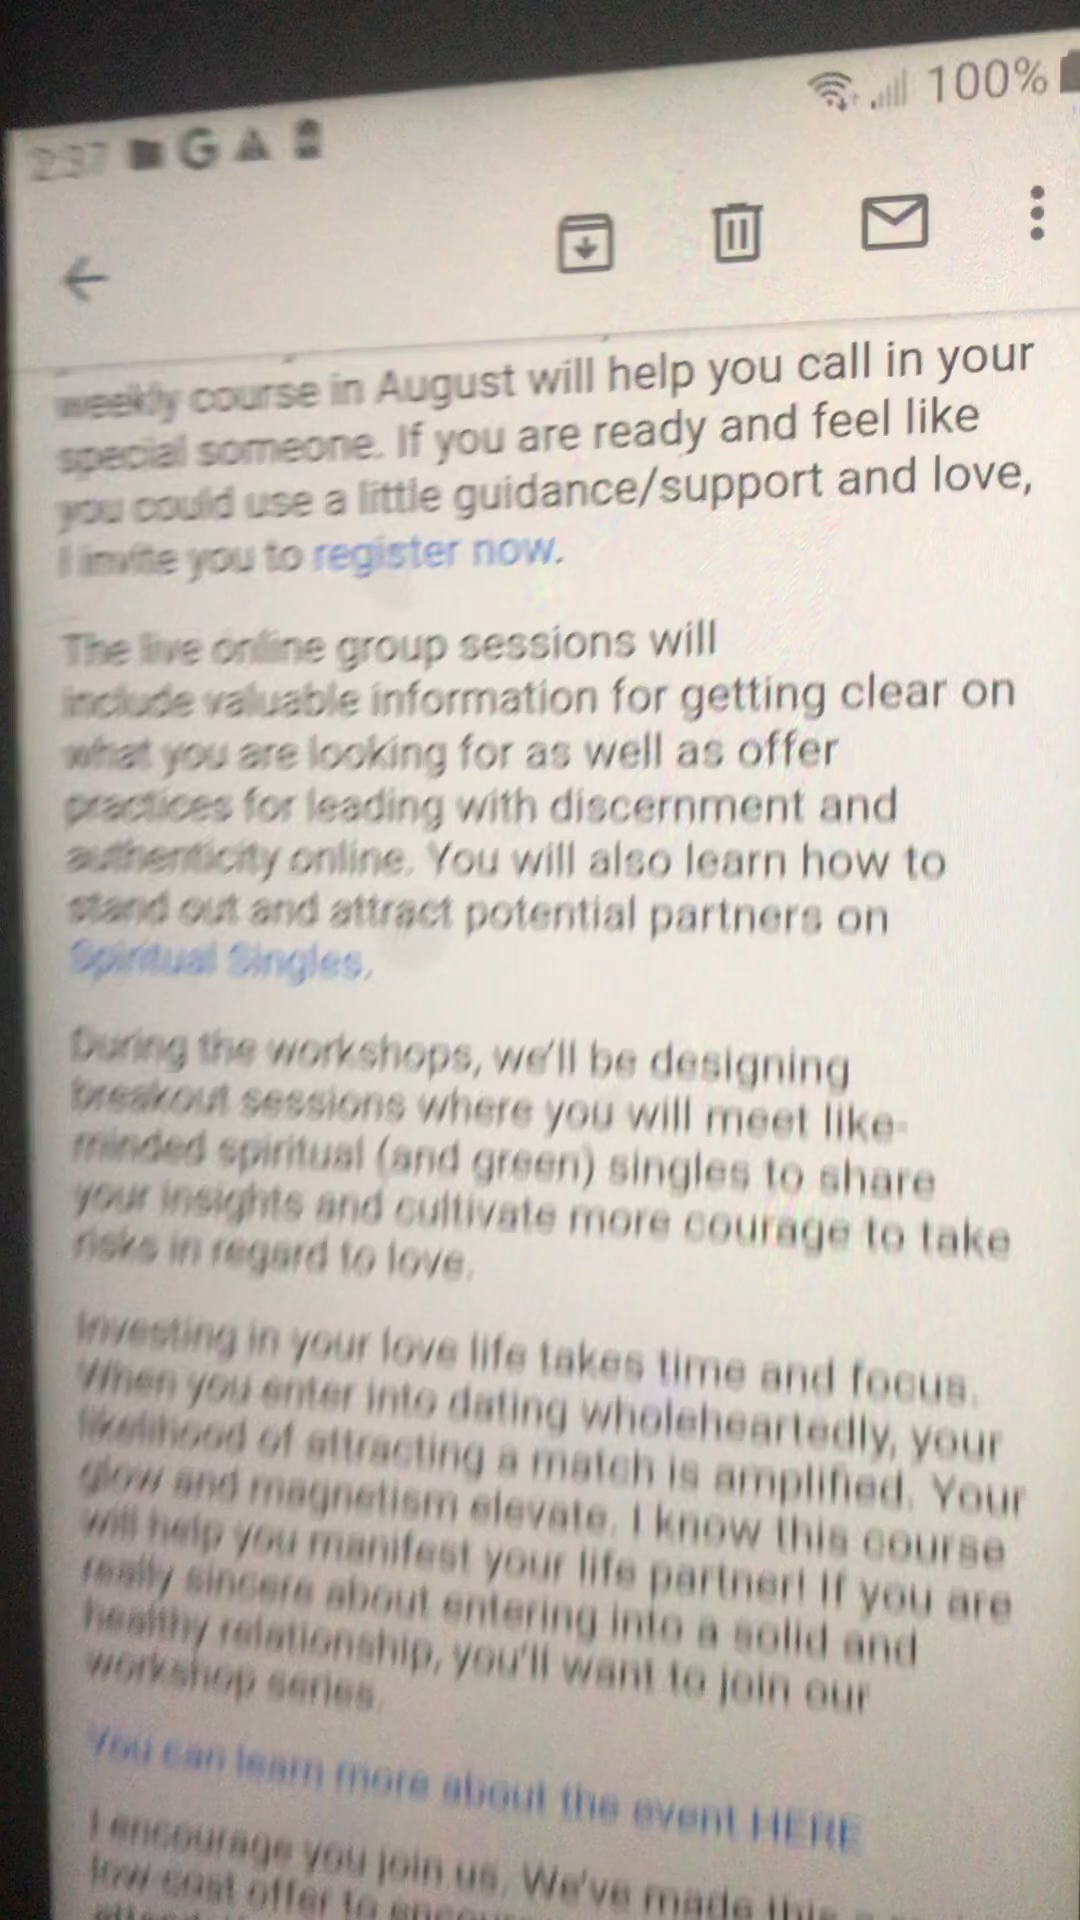 2:37 G 100%
weekly course in August will help you call in your
special someone. If you are ready and feel like
you could use a little guidance/support and love,
I invite you to register now.
The live online group sessions will
include valuable information for getting clear on
what you are looking for as well as offer
practices for leading with discernment and
authenticity online. You will also learn how to
stand out and attract potential partners on
Spiritual Singles.
During the workshops, we'll be designing
breakout sessions where you will meet like-
minded spiritual (and green) singles to share
your insights and cultivate more courage to take
risks in regard to love.
Investing in your love life takes time and focus.
When you enter into dating wholeheartedly, your
likelihood of attracting a match is amplified. Your
glow and magnetism elevate. I know this course
will help you manifest your life partner! If you are
really sincere about entering into a solid and
healthy relationship, you'll want to join our
workshop series.
You can learn more about the event HERE
I encourage you join us. We've made this
low cost offer to